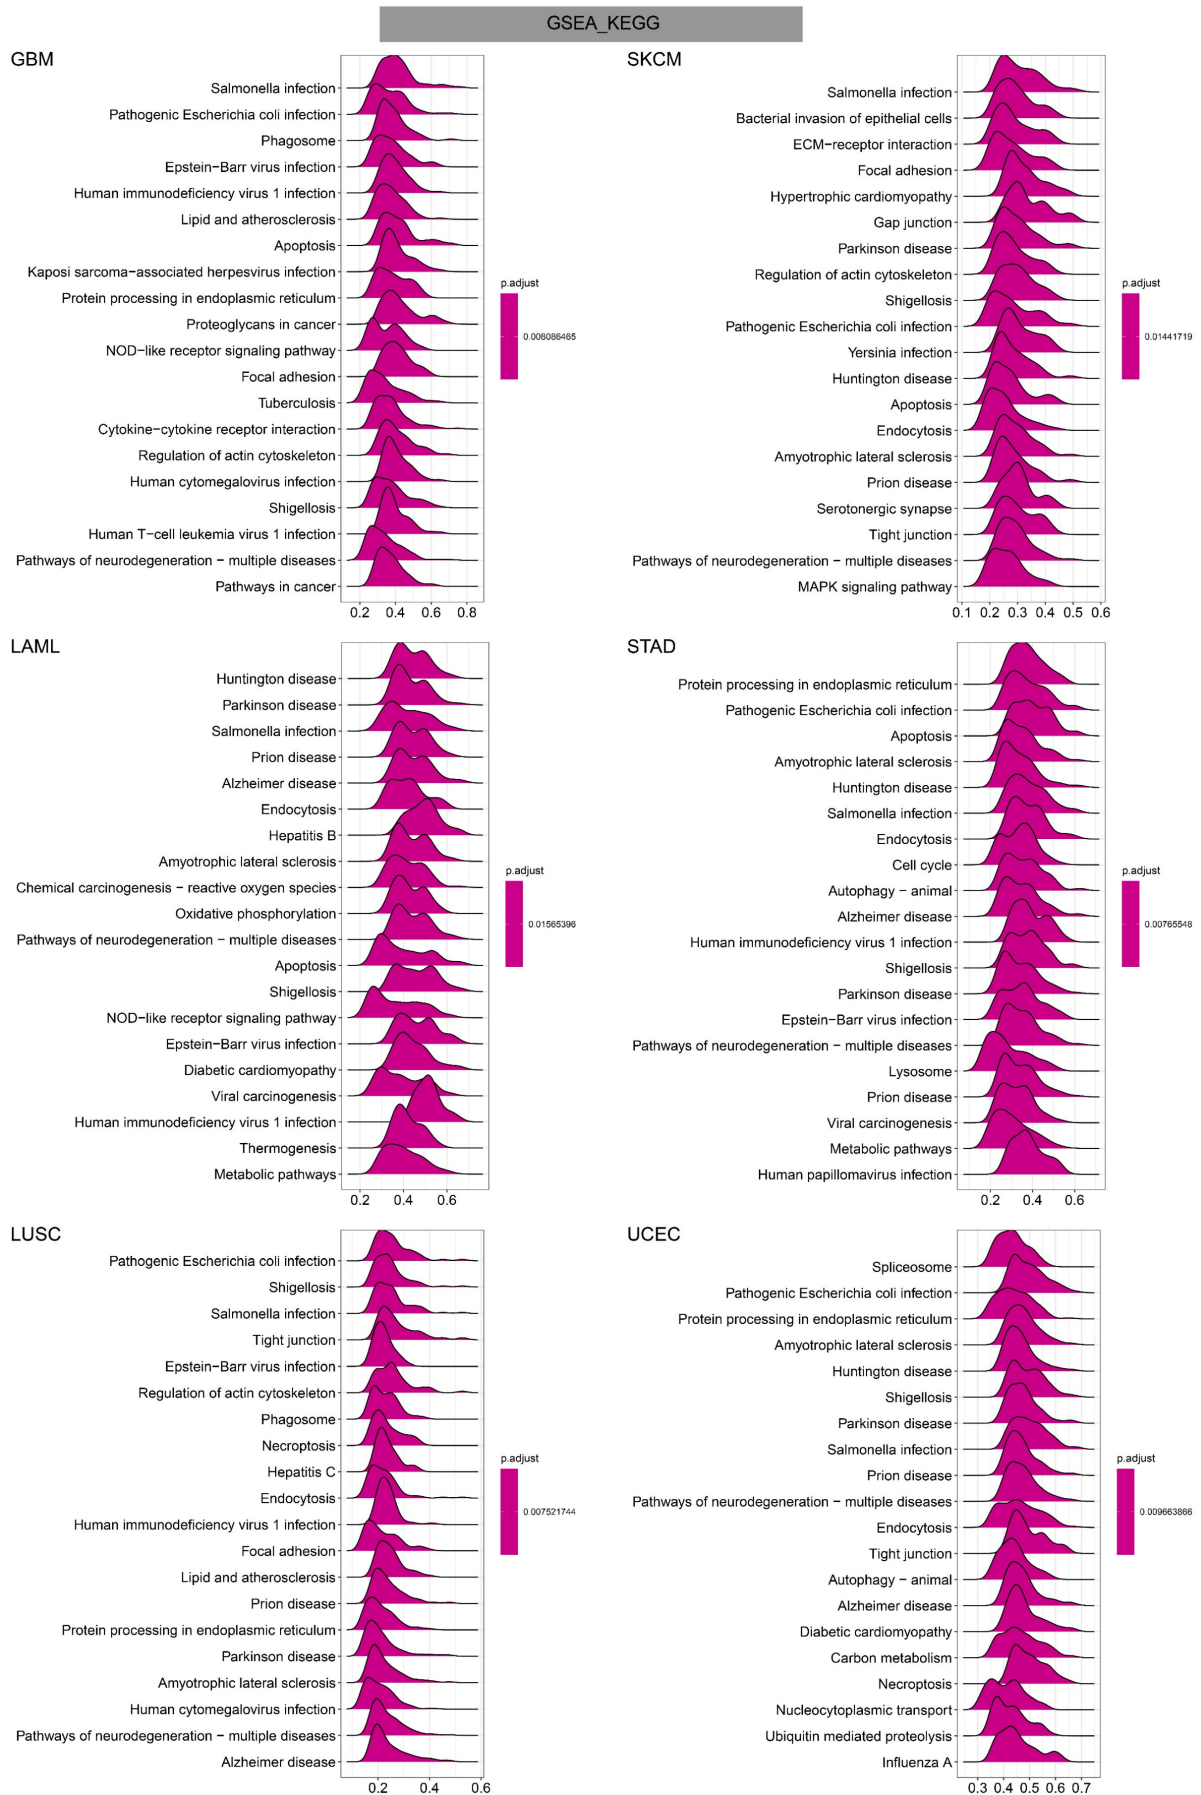 GSEA_KEGG
GBM
Salmonella infection
Pathogenic Escherichia coli infection
Phagosome
Epstein−Barr virus infection
Human immunodeficiency virus 1 infection
Lipid and atherosclerosis
Apoptosis
Kaposi sarcoma−associated herpesvirus infection
Protein processing in endoplasmic reticulum
Proteoglycans in cancer
NOD−like receptor signaling pathway
Focal adhesion
Tuberculosis
Cytokine−cytokine receptor interaction
Regulation of actin cytoskeleton
Human cytomegalovirus infection
Shigellosis
Human T−cell leukemia virus 1 infection
Pathways of neurodegeneration − multiple diseases
Pathways in cancer
0.2 0.4 0.6 0.8
p.adjust
0.008086465
SKCM
Salmonella infection
Bacterial invasion of epithelial cells
ECM−receptor interaction
Focal adhesion
Hypertrophic cardiomyopathy
Gap junction
Parkinson disease
Regulation of actin cytoskeleton
Shigellosis
Pathogenic Escherichia coli infection
Yersinia infection
Huntington disease
Apoptosis
Endocytosis
Amyotrophic lateral sclerosis
Prion disease
Serotonergic synapse
Tight junction
Pathways of neurodegeneration − multiple diseases
MAPK signaling pathway
0.1 0.2 0.3 0.4 0.5 0.6
p.adjust
0.01441719
LAML
Huntington disease
Parkinson disease
Salmonella infection
Prion disease
Alzheimer disease
Endocytosis
Hepatitis B
Amyotrophic lateral sclerosis
Chemical carcinogenesis − reactive oxygen species
Oxidative phosphorylation
Pathways of neurodegeneration − multiple diseases
Apoptosis
Shigellosis
NOD−like receptor signaling pathway
Epstein−Barr virus infection
Diabetic cardiomyopathy
Viral carcinogenesis
Human immunodeficiency virus 1 infection
Thermogenesis
Metabolic pathways
0.2 0.4 0.6
p.adjust
0.01565396
STAD
Protein processing in endoplasmic reticulum
Pathogenic Escherichia coli infection
Apoptosis
Amyotrophic lateral sclerosis
Huntington disease
Salmonella infection
Endocytosis
Cell cycle
Autophagy − animal
Alzheimer disease
Human immunodeficiency virus 1 infection
Shigellosis
Parkinson disease
Epstein−Barr virus infection
Pathways of neurodegeneration − multiple diseases
Lysosome
Prion disease
Viral carcinogenesis
Metabolic pathways
Human papillomavirus infection
0.2 0.4 0.6
p.adjust
0.00765548
LUSC
Pathogenic Escherichia coli infection
Shigellosis
Salmonella infection
Tight junction
Epstein−Barr virus infection
Regulation of actin cytoskeleton
Phagosome
Necroptosis
Hepatitis C
Endocytosis
Human immunodeficiency virus 1 infection
Focal adhesion
Lipid and atherosclerosis
Prion disease
Protein processing in endoplasmic reticulum
Parkinson disease
Amyotrophic lateral sclerosis
Human cytomegalovirus infection
Pathways of neurodegeneration − multiple diseases
Alzheimer disease
0.2 0.4 0.6
p.adjust
0.007521744
UCEC
Spliceosome
Pathogenic Escherichia coli infection
Protein processing in endoplasmic reticulum
Amyotrophic lateral sclerosis
Huntington disease
Shigellosis
Parkinson disease
Salmonella infection
Prion disease
Pathways of neurodegeneration − multiple diseases
Endocytosis
Tight junction
Autophagy − animal
Alzheimer disease
Diabetic cardiomyopathy
Carbon metabolism
Necroptosis
Nucleocytoplasmic transport
Ubiquitin mediated proteolysis
Influenza A
0.3 0.4 0.5 0.6 0.7
p.adjust
0.009663866